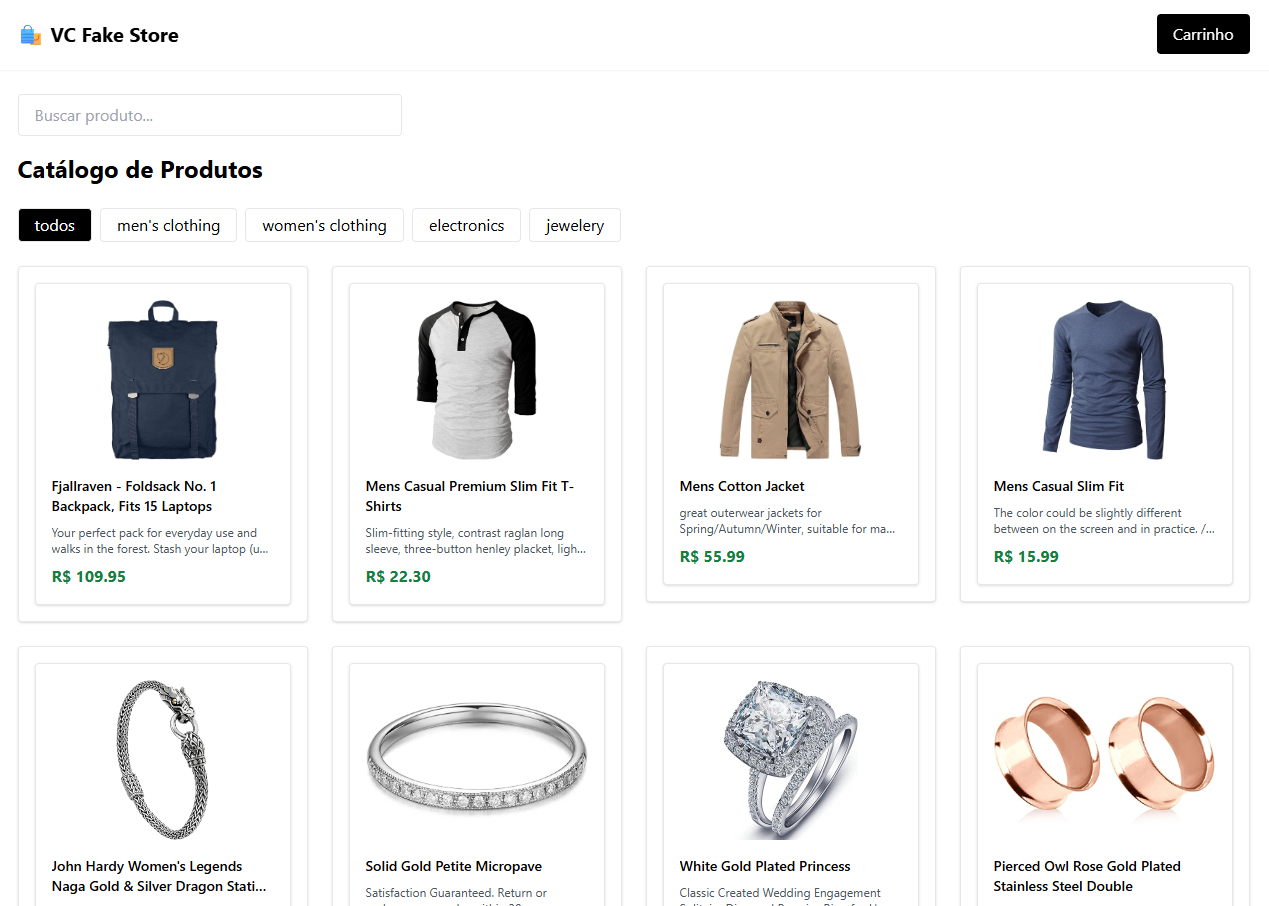 VC Fake Store
Carrinho
Buscar produto...
Catálogo de Produtos
todos
men's clothing
women's clothing
electronics
jewelery
Fjallraven - Foldsack No. 1
Backpack, Fits 15 Laptops
Your perfect pack for everyday use and
walks in the forest. Stash your laptop (u...
R$ 109.95
Mens Casual Premium Slim Fit T-
Shirts
Slim-fitting style, contrast raglan long
sleeve, three-button henley placket, ligh...
R$ 22.30
Mens Cotton Jacket
great outerwear jackets for
Spring/Autumn/Winter, suitable for ma...
R$ 55.99
Mens Casual Slim Fit
The color could be slightly different
between on the screen and in practice. /...
R$ 15.99
John Hardy Women's Legends
Naga Gold & Silver Dragon Stati...
Solid Gold Petite Micropave
Satisfaction Guaranteed. Return or
White Gold Plated Princess
Classic Created Wedding Engagement
Pierced Owl Rose Gold Plated
Stainless Steel Double